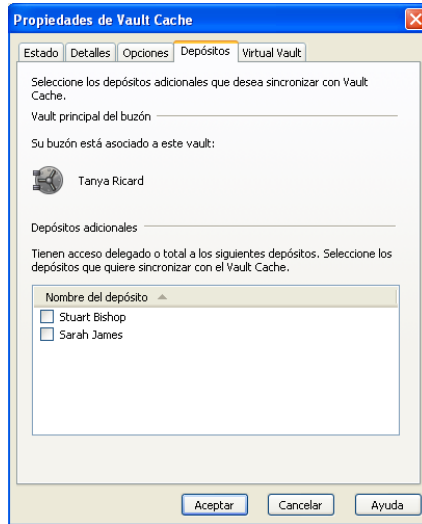 Propiedades de Vault Cache
Estado Detalles Opciones Depósitos Virtual Vault
Seleccione los depósitos adicionales que desea sincronizar con Vault
Cache.
Vault principal del buzón
Su buzón está asociado a este vault:
Tanya Ricard
Depósitos adicionales
Tienen acceso delegado o total a los siguientes depósitos. Seleccione los
depósitos que quiere sincronizar con el Vault Cache.
Nombre del depósito
Stuart Bishop
Sarah James
Aceptar Cancelar Ayuda